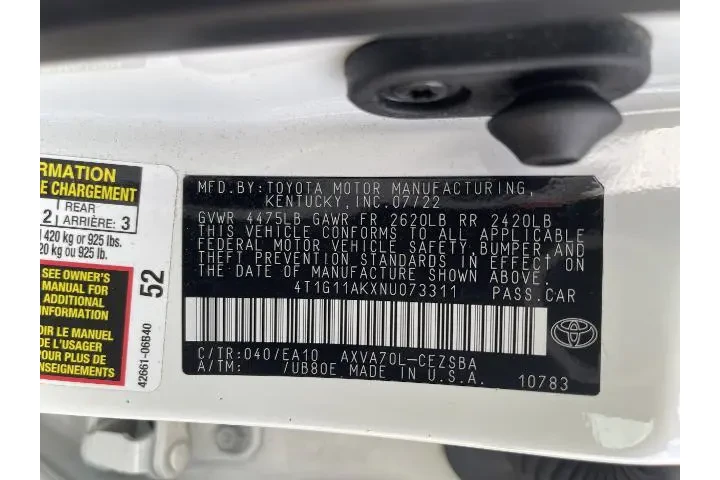 RMATION
E CHARGEMENT
2 REAR
ARRIÈRE: 3
420 kg or 925 lbs.
20 kg ou 925 lb.
SEE OWNER'S
MANUAL FOR
ADDITIONAL
INFORMATION
OIR LE MANUEL
DE L'USAGER
POUR PLUS DE
ENSEIGNEMENTS
52
42661-06B40
MFD.BY:TOYOTA MOTOR MANUFACTURING,
KENTUCKY,INC.07/22
GVWR 4475LB GAWR FR 2620LB RR 2420LB
THIS VEHICLE CONFORMS TO ALL APPLICABLE
FEDERAL MOTOR VEHICLE SAFETY,BUMPER,AND
THEFT PREVENTION STANDARDS IN EFFECT ON
THE DATE OF MANUFACTURE SHOWN ABOVE.
4T1G11AKXNU073311 PASS.CAR
C/TR:040/EA10 AXVA70L-CEZSBA
A/TM: /UB80E MADE IN U.S.A. 10783
TOYOTA